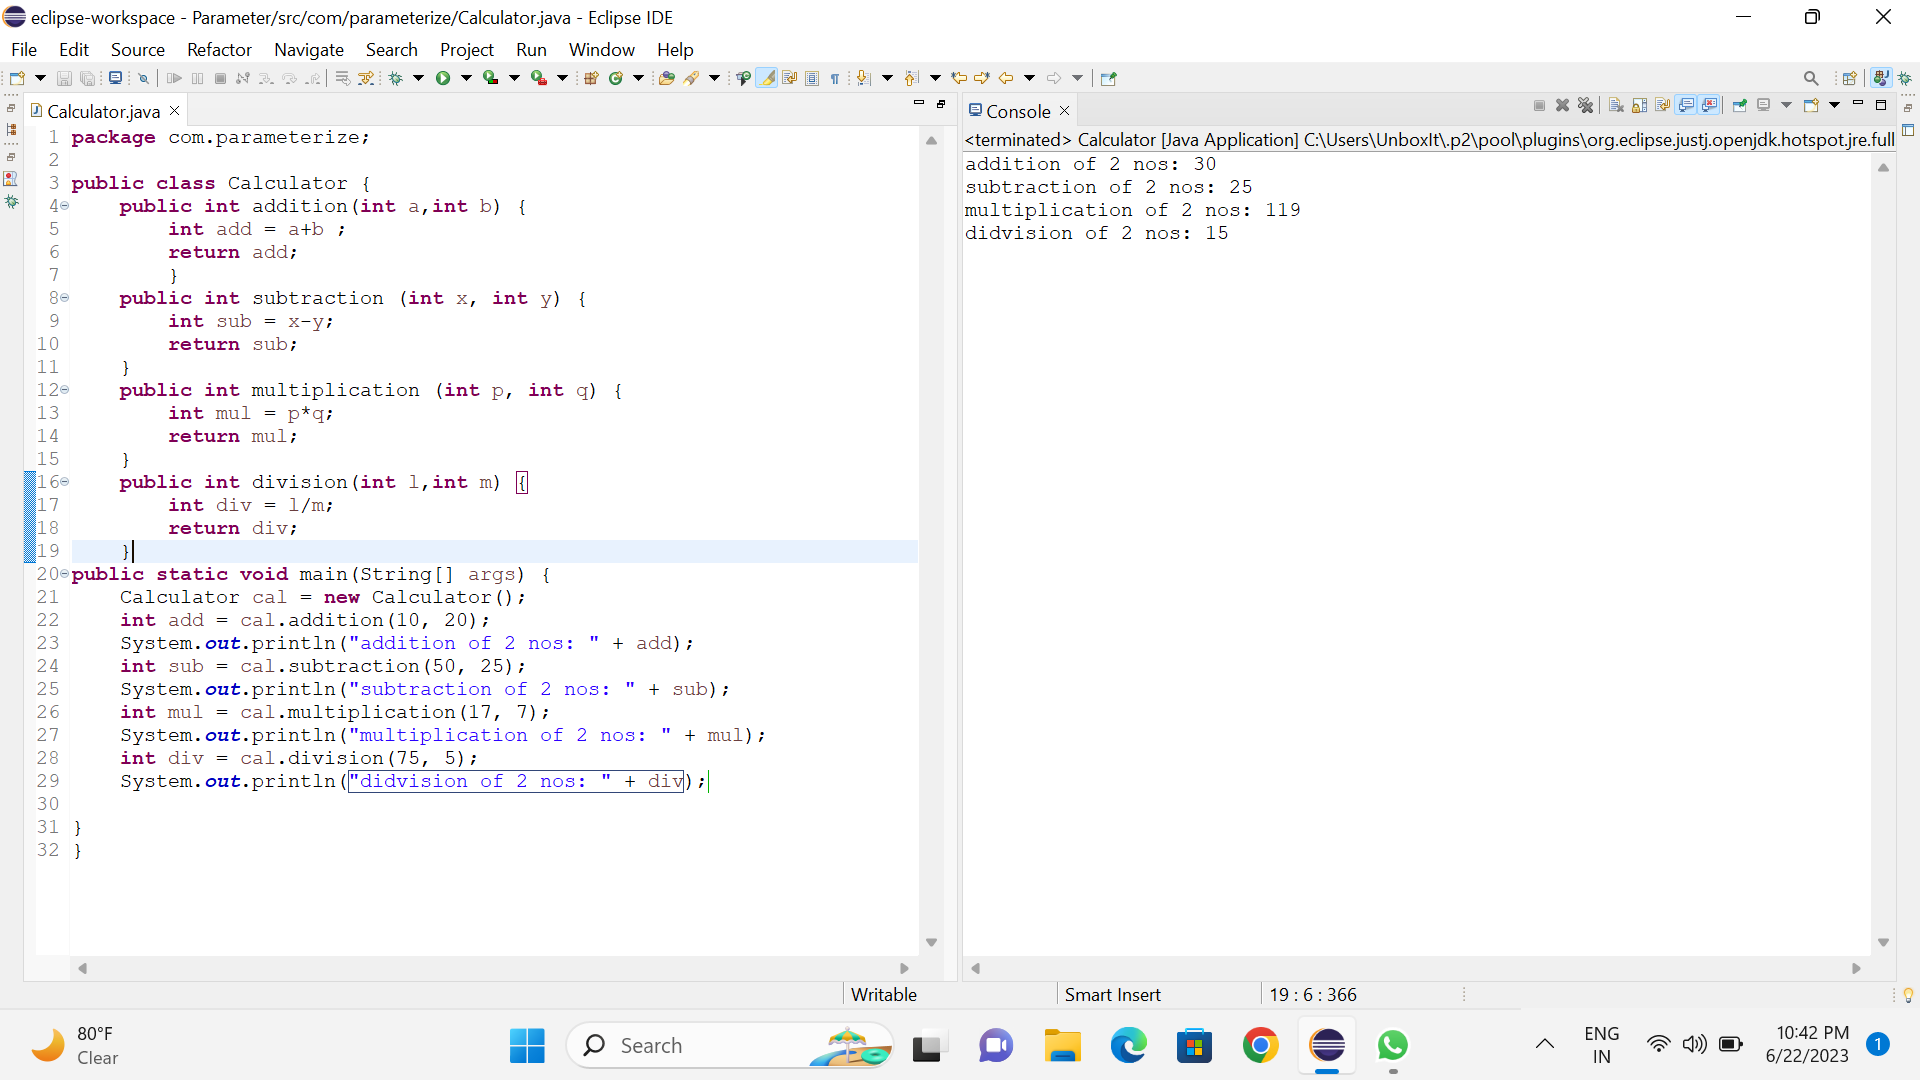 eclipse-workspace - Parameter/src/com/parameterize/Calculator.java - Eclipse IDE
File Edit Source Refactor Navigate Search Project Run Window Help
Calculator.java
1 package com.parameterize;
2
3 public class Calculator {
4 public int addition(int a,int b) {
5 int add = a+b ;
6 return add;
7 }
8 public int subtraction (int x, int y) {
9 int sub = x-y;
10 return sub;
11 }
12 public int multiplication (int p, int q) {
13 int mul = p*q;
14 return mul;
15 }
16 public int division(int l,int m) {
17 int div = l/m;
18 return div;
19 }
20 public static void main(String[] args) {
21 Calculator cal = new Calculator();
22 int add = cal.addition(10, 20);
23 System.out.println("addition of 2 nos: " + add);
24 int sub = cal.subtraction(50, 25);
25 System.out.println("subtraction of 2 nos: " + sub);
26 int mul = cal.multiplication(17, 7);
27 System.out.println("multiplication of 2 nos: " + mul);
28 int div = cal.division(75, 5);
29 System.out.println("didvision of 2 nos: " + div);
30
31 }
32 }
Console
<terminated> Calculator [Java Application] C:\Users\UnboxIt\.p2\pool\plugins\org.eclipse.justj.openjdk.hotspot.jre.full
addition of 2 nos: 30
subtraction of 2 nos: 25
multiplication of 2 nos: 119
didvision of 2 nos: 15
Writable Smart Insert 19 : 6 : 366
80°F
Clear
Search
ENG
IN
10:42 PM
6/22/2023
1